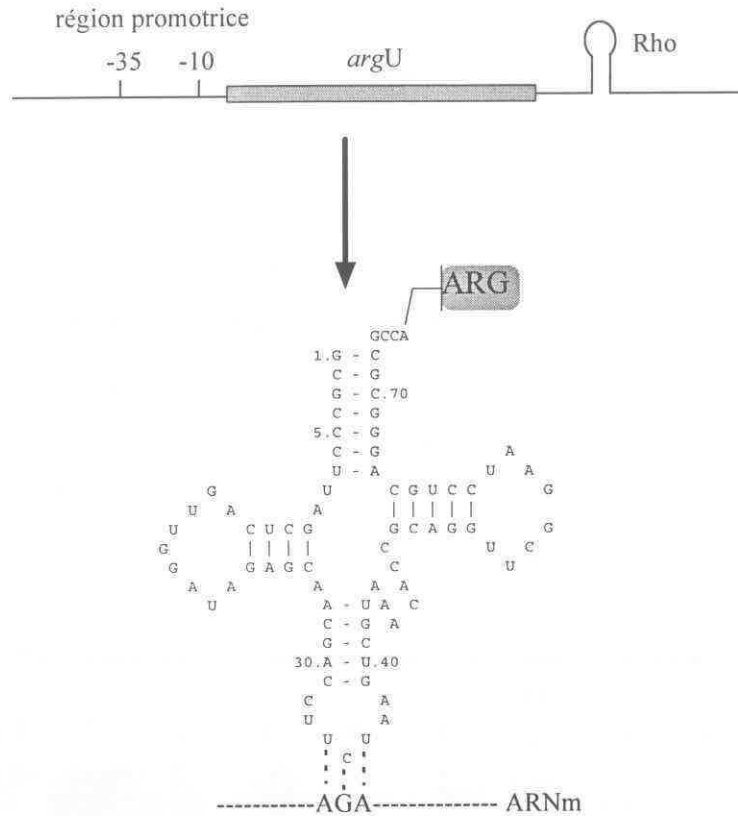 région promotrice
-35 -10 argU Rho
ARG
GCCA
1.G - C
C - G
G - C.70
C - G
5.C - G
C - G A
U - A U A
G U C G U C C G
U A A G
U C U C G G G C A G G U G
G C C
G G A G C C U
A A A A A
U A - U A A C
C - G A
G - C
30.A - U.40
C - G
C A
U A
U U
C
AGA ARNm